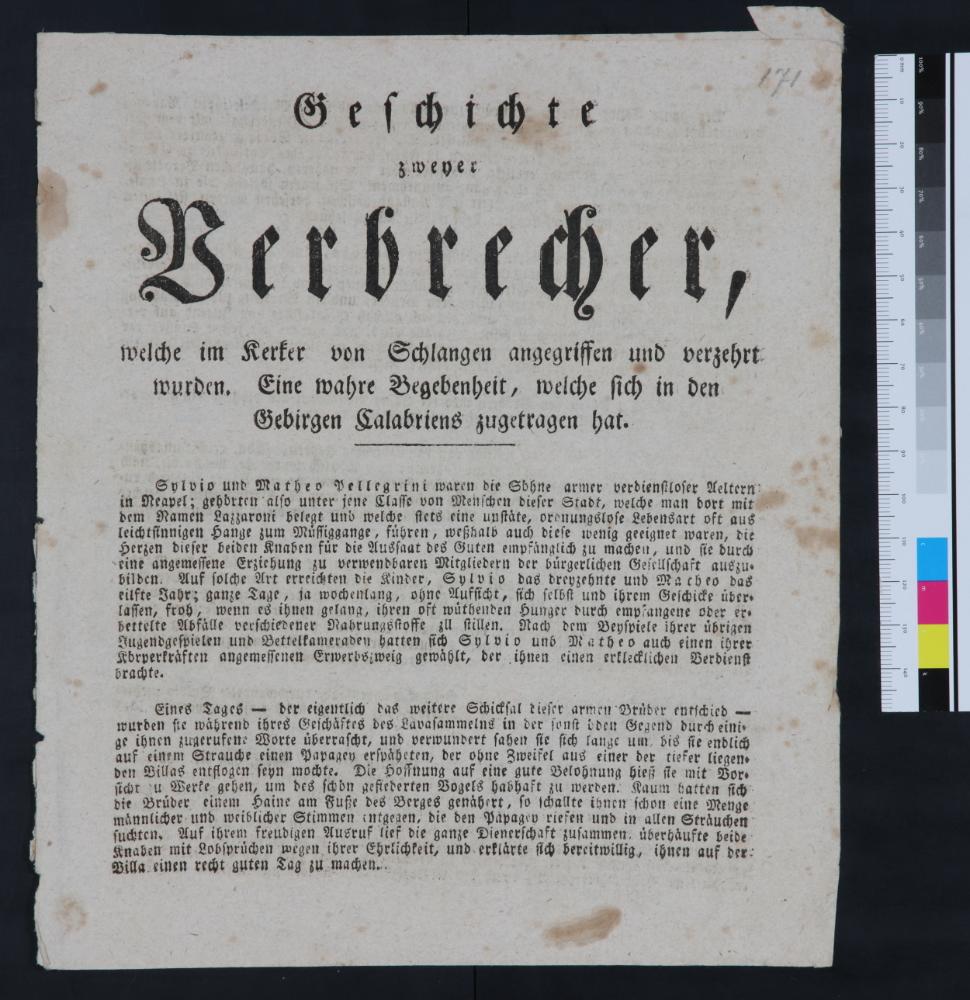 171
Geschichte
zweyer
Verbrecher,
welche im Kerker von Schlangen angegriffen und verzehrt
wurden. Eine wahre Begebenheit, welche sich in den
Gebirgen Calabriens zugetragen hat.
Sylvio und Matheo Pellegrini waren die Söhne armer verdienstloser Aeltern
in Neapel; gehörten also unter jene Classe von Menschen dieser Stadt, welche man dort mit
dem Namen Lazzaroni belegt und welche stets eine unstäte, ordnungslose Lebensart oft aus
leichtsinnigen Hange zum Müssiggange, führen, weßhalb auch diese wenig geeignet waren, die
Herzen dieser beiden Knaben für die Aussaat des Guten empfänglich zu machen, und sie durch
eine angemessene Erziehung zu verwendbaren Mitgliedern der bürgerlichen Gesellschaft auszu-
bilden. Auf solche Art erreichten die Kinder, Sylvio das dreyzehnte und Matheo das
eilfte Jahr; ganze Tage, ja wochenlang, ohne Aufsicht, sich selbst und ihrem Geschicke über-
lassen, froh, wenn es ihnen gelang, ihren oft wüthenden Hunger durch empfangene oder er-
bettelte Abfälle verschiedener Nahrungsstoffe zu stillen. Nach dem Beyspiele ihrer übrigen
Jugendgespielen und Bettelkameraden hatten sich Sylvio und Matheo auch einen ihrer
Körperkräften angemessenen Erwerbszweig gewählt, der ihnen einen erklecklichen Verdienst
brachte.
Eines Tages — der eigentlich das weitere Schicksal dieser armen Brüder entschied —
wurden sie während ihres Geschäftes des Lavasammelns in der sonst öden Gegend durch eini-
ge ihnen zugerufene Worte überrascht, und verwundert sahen sie sich lange um, bis sie endlich
auf einem Strauche einen Papagey erspäheten, der ohne Zweifel aus einer der tiefer liegen-
den Villas entflogen seyn mochte. Die Hoffnung auf eine gute Belohnung hieß sie mit Vor-
sicht zu Werke gehen, um des schön gefiederten Vogels habhaft zu werden. Kaum hatten sich
die Brüder einem Haine am Fuße des Berges genähert, so schallte ihnen schon eine Menge
männlicher und weiblicher Stimmen entgegen, die den Papagey riefen und in allen Sträuchen
suchten. Auf ihrem freudigen Ausruf lief die ganze Dienerschaft zusammen, überhäufte beide
Knaben mit Lobsprüchen wegen ihrer Ehrlichkeit, und erklärte sich bereitwillig, ihnen auf der
Villa einen recht guten Tag zu machen.